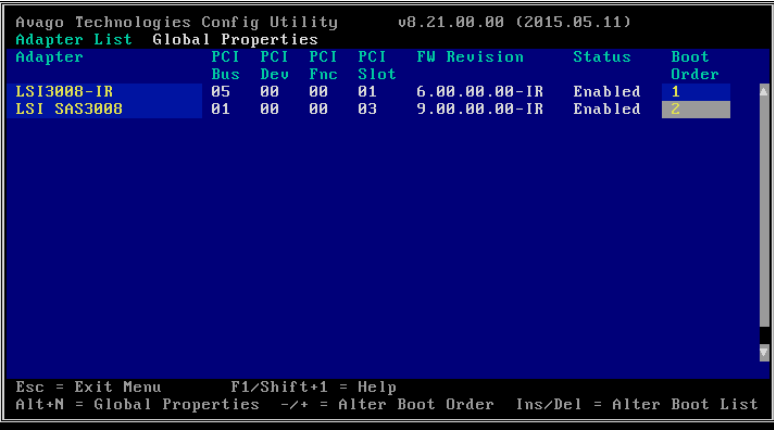 Avago Technologies Config Utility v8.21.00.00 (2015.05.11)
Adapter List Global Properties
Adapter PCI PCI PCI PCI FW Revision Status Boot
Bus Dev Fnc Slot Order
LSI3008-IR 05 00 00 01 6.00.00.00-IR Enabled 1
LSI SAS3008 01 00 00 03 9.00.00.00-IR Enabled 2
Esc = Exit Menu F1/Shift+1 = Help
Alt+N = Global Properties -/+ = Alter Boot Order Ins/Del = Alter Boot List